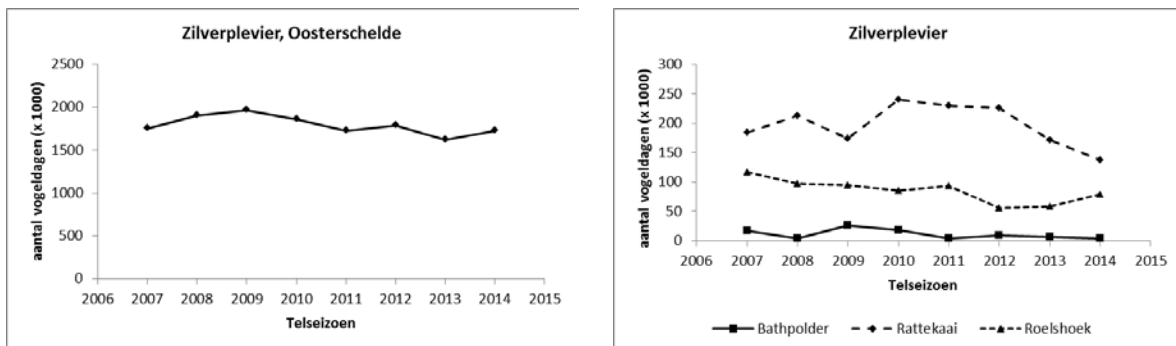 Zilverplevier, Oosterschelde
aantal vogeldagen (x 1000)
2500
2000
1500
1000
500
0
2006 2007 2008 2009 2010 2011 2012 2013 2014 2015
Telseizoen
Zilverplevier
aantal vogeldagen (x 1000)
300
250
200
150
100
50
0
2006 2007 2008 2009 2010 2011 2012 2013 2014 2015
Telseizoen
Bathpolder Rattekaai Roelshoek